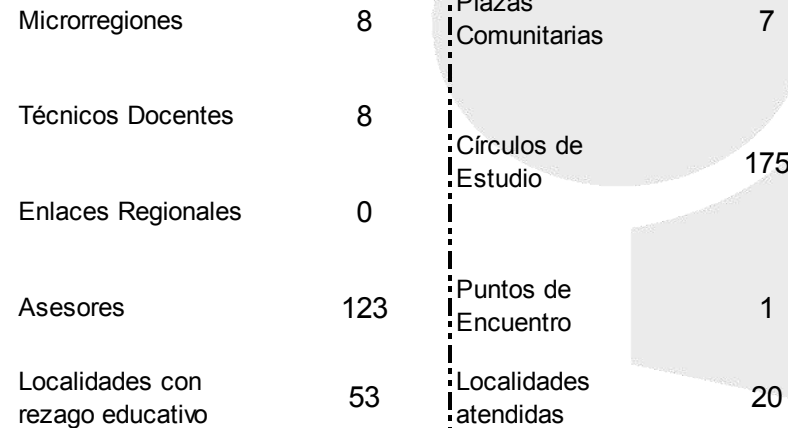 Microrregiones 8
Técnicos Docentes 8
Enlaces Regionales 0
Asesores 123
Localidades con
rezago educativo 53
Plazas
Comunitarias 7
Círculos de
Estudio 175
Puntos de
Encuentro 1
Localidades
atendidas 20